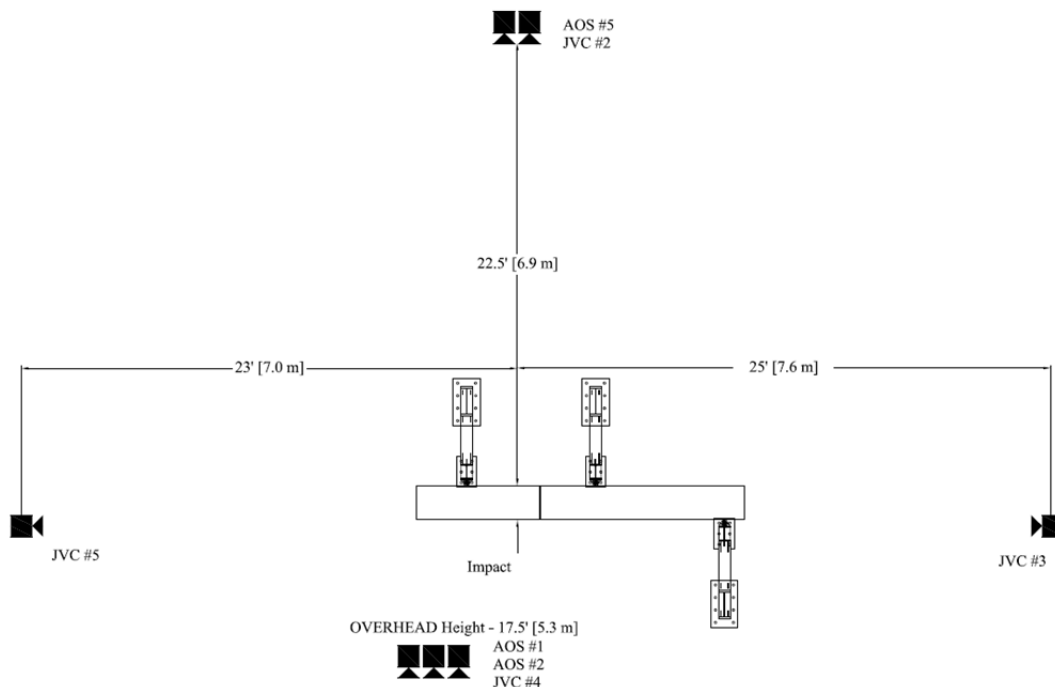 AOS #5
JVC #2
22.5' [6.9 m]
23' [7.0 m]
25' [7.6 m]
JVC #5
Impact
JVC #3
OVERHEAD Height - 17.5' [5.3 m]
AOS #1
AOS #2
JVC #4